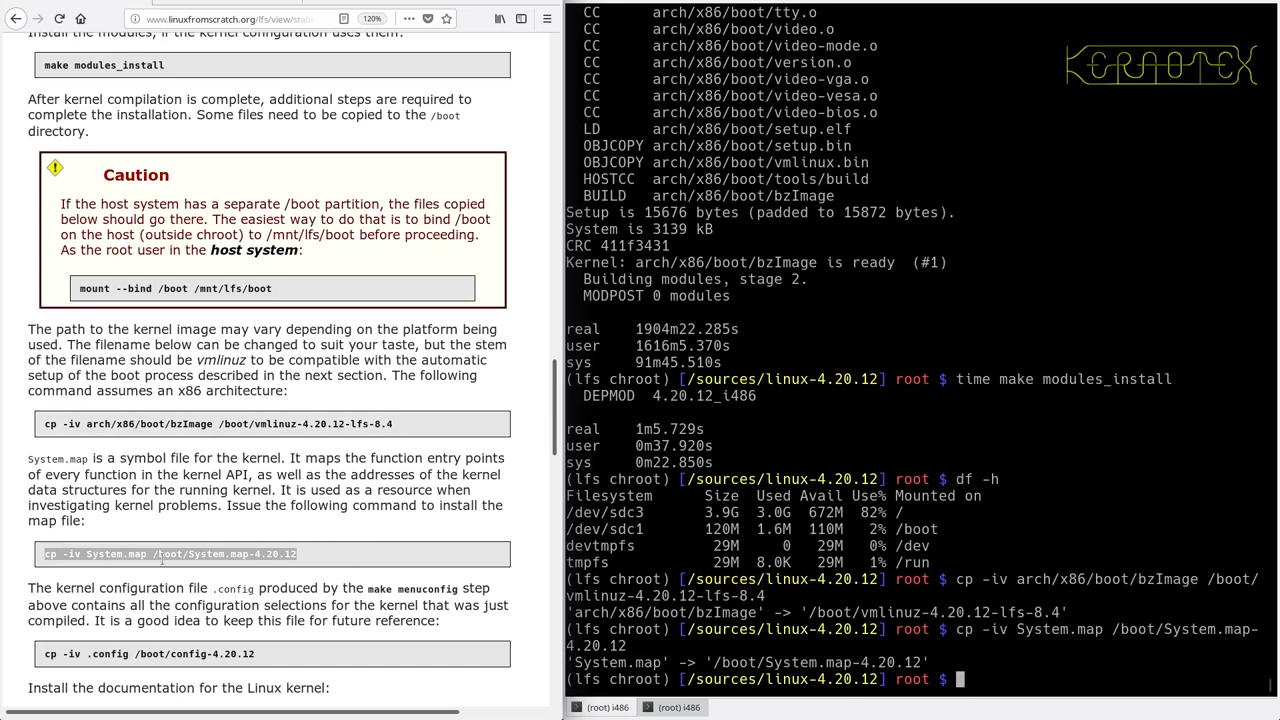 www.linuxfromscratch.org/lfs/view/stabl
120%
Install the modules, if the kernel configuration uses them:
make modules_install
After kernel compilation is complete, additional steps are required to
complete the installation. Some files need to be copied to the /boot
directory.
Caution
If the host system has a separate /boot partition, the files copied
below should go there. The easiest way to do that is to bind /boot
on the host (outside chroot) to /mnt/lfs/boot before proceeding.
As the root user in the host system:
mount --bind /boot /mnt/lfs/boot
The path to the kernel image may vary depending on the platform being
used. The filename below can be changed to suit your taste, but the stem
of the filename should be vmlinuz to be compatible with the automatic
setup of the boot process described in the next section. The following
command assumes an x86 architecture:
cp -iv arch/x86/boot/bzImage /boot/vmlinuz-4.20.12-lfs-8.4
System.map is a symbol file for the kernel. It maps the function entry points
of every function in the kernel API, as well as the addresses of the kernel
data structures for the running kernel. It is used as a resource when
investigating kernel problems. Issue the following command to install the
map file:
cp -iv System.map /boot/System.map-4.20.12
The kernel configuration file .config produced by the make menuconfig step
above contains all the configuration selections for the kernel that was just
compiled. It is a good idea to keep this file for future reference:
cp -iv .config /boot/config-4.20.12
Install the documentation for the Linux kernel:
CC arch/x86/boot/tty.o
CC arch/x86/boot/video.o
CC arch/x86/boot/video-mode.o
CC arch/x86/boot/version.o
CC arch/x86/boot/video-vga.o
CC arch/x86/boot/video-vesa.o
CC arch/x86/boot/video-bios.o
LD arch/x86/boot/setup.elf
OBJCOPY arch/x86/boot/setup.bin
OBJCOPY arch/x86/boot/vmlinux.bin
HOSTCC arch/x86/boot/tools/build
BUILD arch/x86/boot/bzImage
Setup is 15676 bytes (padded to 15872 bytes).
System is 3139 kB
CRC 411f3431
Kernel: arch/x86/boot/bzImage is ready (#1)
Building modules, stage 2.
MODPOST 0 modules
real 1904m22.285s
user 1616m5.370s
sys 91m45.510s
(lfs chroot) [/sources/linux-4.20.12] root $ time make modules_install
DEPMOD 4.20.12_i486
real 1m5.729s
user 0m37.920s
sys 0m22.850s
(lfs chroot) [/sources/linux-4.20.12] root $ df -h
Filesystem Size Used Avail Use% Mounted on
/dev/sdc3 3.9G 3.0G 672M 82% /
/dev/sdc1 120M 1.6M 110M 2% /boot
devtmpfs 29M 0 29M 0% /dev
tmpfs 29M 8.0K 29M 1% /run
(lfs chroot) [/sources/linux-4.20.12] root $ cp -iv arch/x86/boot/bzImage /boot/
vmlinuz-4.20.12-lfs-8.4
'arch/x86/boot/bzImage' -> '/boot/vmlinuz-4.20.12-lfs-8.4'
(lfs chroot) [/sources/linux-4.20.12] root $ cp -iv System.map /boot/System.map-
4.20.12
'System.map' -> '/boot/System.map-4.20.12'
(lfs chroot) [/sources/linux-4.20.12] root $
(root) i486
(root) i486